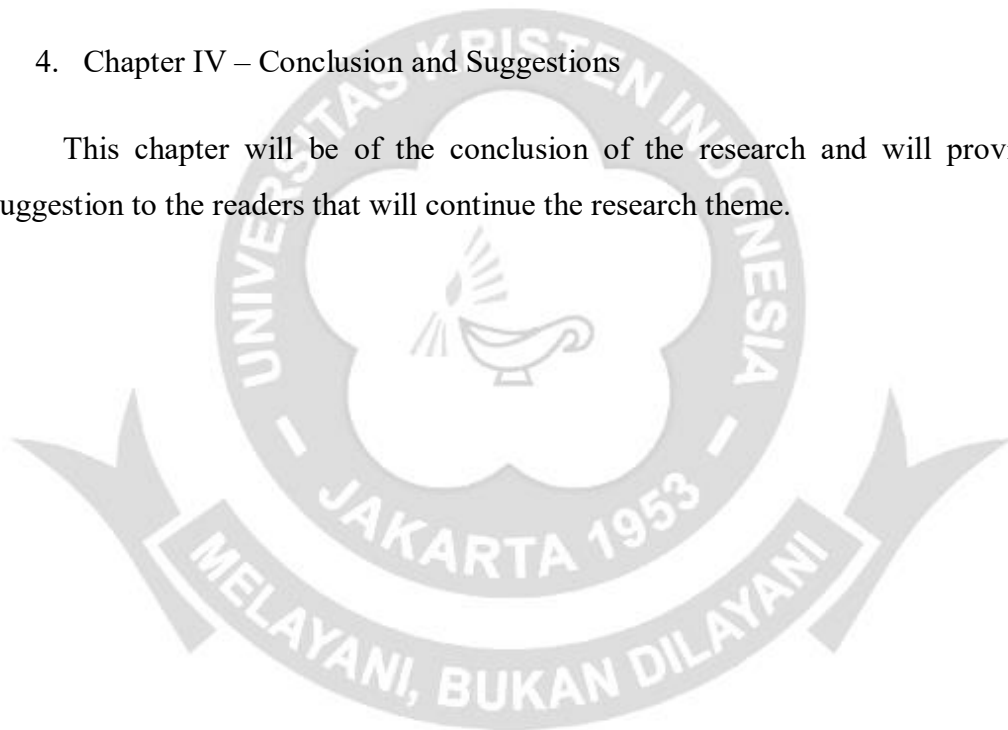 4. Chapter IV – Conclusion and Suggestions
This chapter will be of the conclusion of the research and will prov
uggestion to the readers that will continue the research theme.
UNIVERSITAS KRISTEN INDONESIA
– JAKARTA 1953 –
MELAYANI, BUKAN DILAYANI